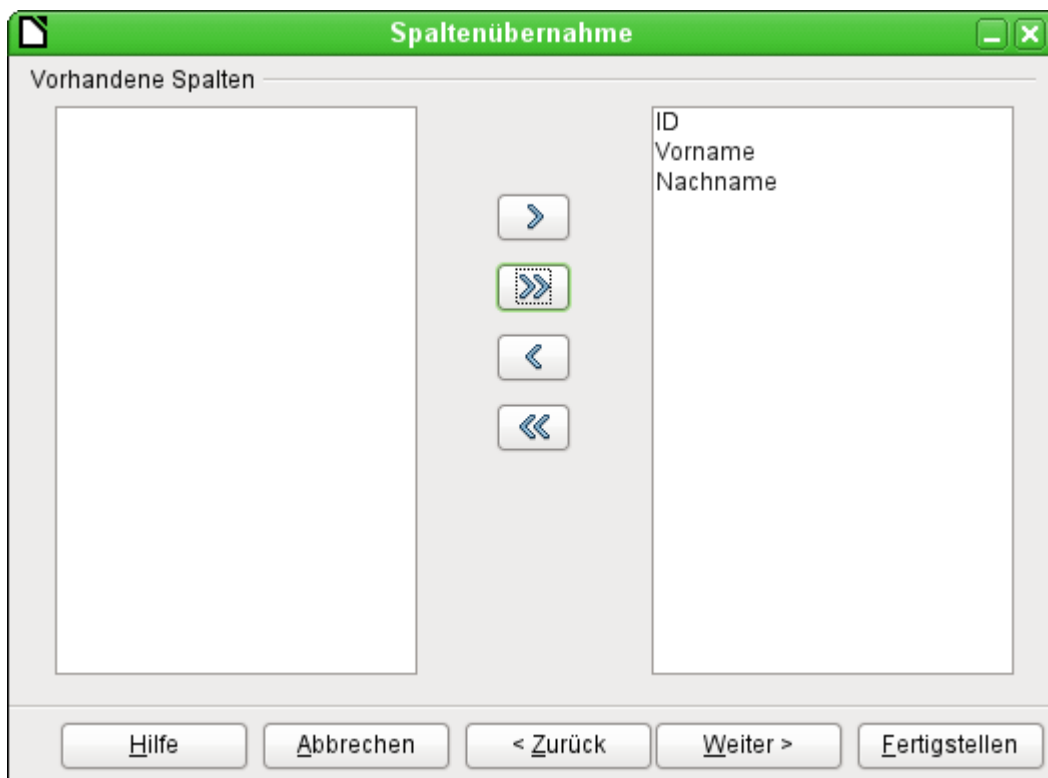 Spaltenübernahme
Vorhandene Spalten
ID
Vorname
Nachname
Hilfe
Abbrechen
< Zurück
Weiter >
Fertigstellen